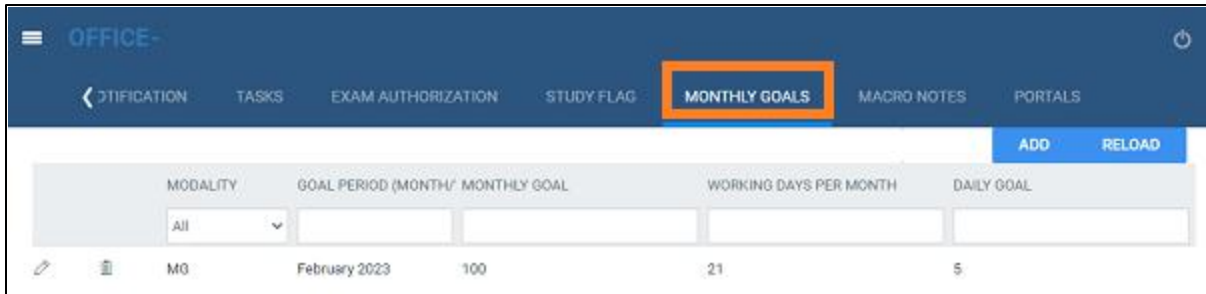 OFFICE-
OTIFICATION TASKS EXAM AUTHORIZATION STUDY FLAG MONTHLY GOALS MACRO NOTES PORTALS
ADD RELOAD
MODALITY GOAL PERIOD (MONTH/ MONTHLY GOAL WORKING DAYS PER MONTH DAILY GOAL
All
MG February 2023 100 21 5